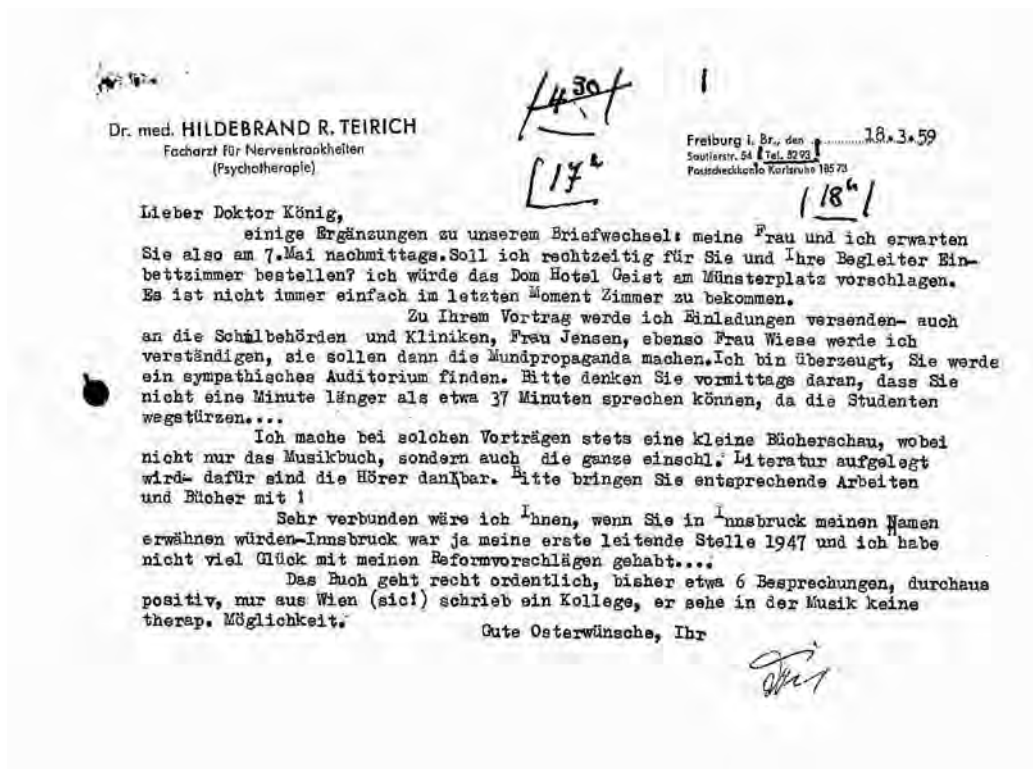 430
Dr. med. HILDEBRAND R. TEIRICH
Facharzt für Nervenkrankheiten
(Psychotherapie)
17h
Freiburg i. Br., den 18.3.59
Sautierstr. 54 Tel. 5293
Postscheckkonto Karlsruhe 18573
18h
Lieber Doktor König,
einige Ergänzungen zu unserem Briefwechsel: meine Frau und ich erwarten
Sie also am 7.Mai nachmittags.Soll ich rechtzeitig für Sie und Ihre Begleiter Ein-
bettzimmer bestellen? ich würde das Dom Hotel Geist am Münsterplatz vorschlagen.
Es ist nicht immer einfach im letzten Moment Zimmer zu bekommen.
Zu Ihrem Vortrag werde ich Einladungen versenden- auch
an die Schulbehörden und Kliniken, Frau Jensen, ebenso Frau Wiese werde ich
verständigen, sie sollen dann die Mundpropaganda machen.Ich bin überzeugt, Sie werde
ein sympathisches Auditorium finden. Bitte denken Sie vormittags daran, dass Sie
nicht eine Minute länger als etwa 37 Minuten sprechen können, da die Studenten
wegstürzen....
Ich mache bei solchen Vorträgen stets eine kleine Bücherschau, wobei
nicht nur das Musikbuch, sondern auch die ganze einschl. Literatur aufgelegt
wird- dafür sind die Hörer dankbar. Bitte bringen Sie entsprechende Arbeiten
und Bücher mit !
Sehr verbunden wäre ich Ihnen, wenn Sie in Innsbruck meinen Namen
erwähnen würden-Innsbruck war ja meine erste leitende Stelle 1947 und ich habe
nicht viel Glück mit meinen Reformvorschlägen gehabt....
Das Buch geht recht ordentlich, bisher etwa 6 Besprechungen, durchaus
positiv, nur aus Wien (sic!) schrieb ein Kollege, er sehe in der Musik keine
therap. Möglichkeit.
Gute Osterwünsche, Ihr